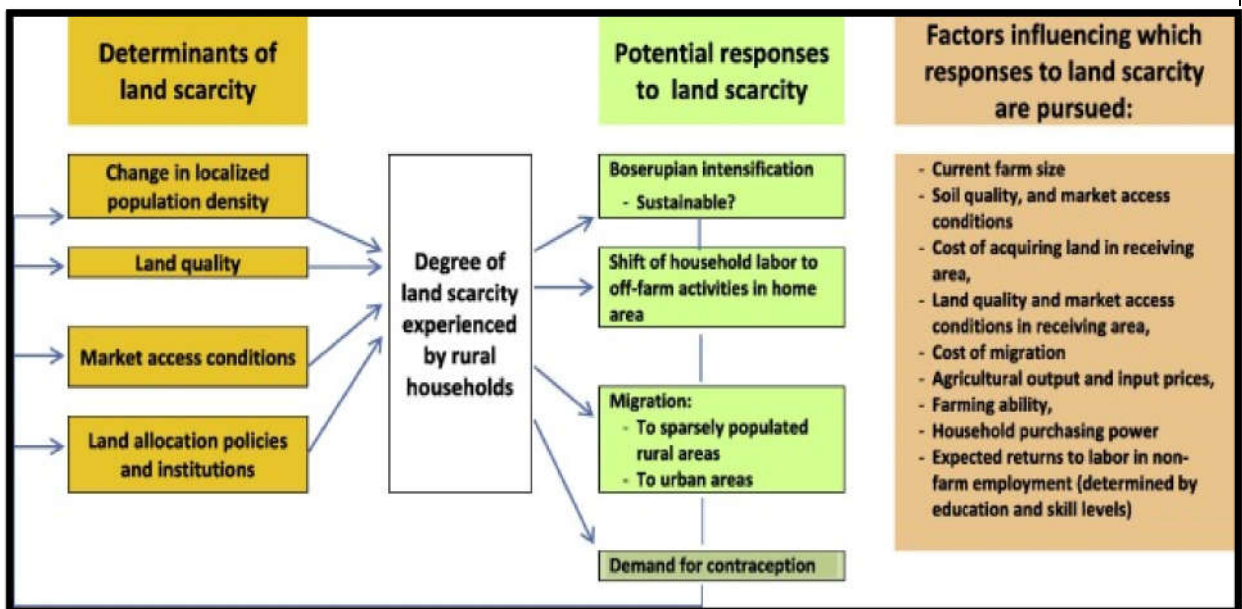 Determinants of
land scarcity
Potential responses
to land scarcity
Factors influencing which
responses to land scarcity
are pursued:
Change in localized
population density
Land quality
Market access conditions
Land allocation policies
and institutions
Degree of
land scarcity
experienced
by rural
households
Boserupian intensification
- Sustainable?
Shift of household labor to
off-farm activities in home
area
Migration:
- To sparsely populated
rural areas
- To urban areas
Demand for contraception
- Current farm size
- Soil quality, and market access
conditions
- Cost of acquiring land in receiving
area,
- Land quality and market access
conditions in receiving area,
- Cost of migration
- Agricultural output and input prices,
- Farming ability,
- Household purchasing power
- Expected returns to labor in non-
farm employment (determined by
education and skill levels)